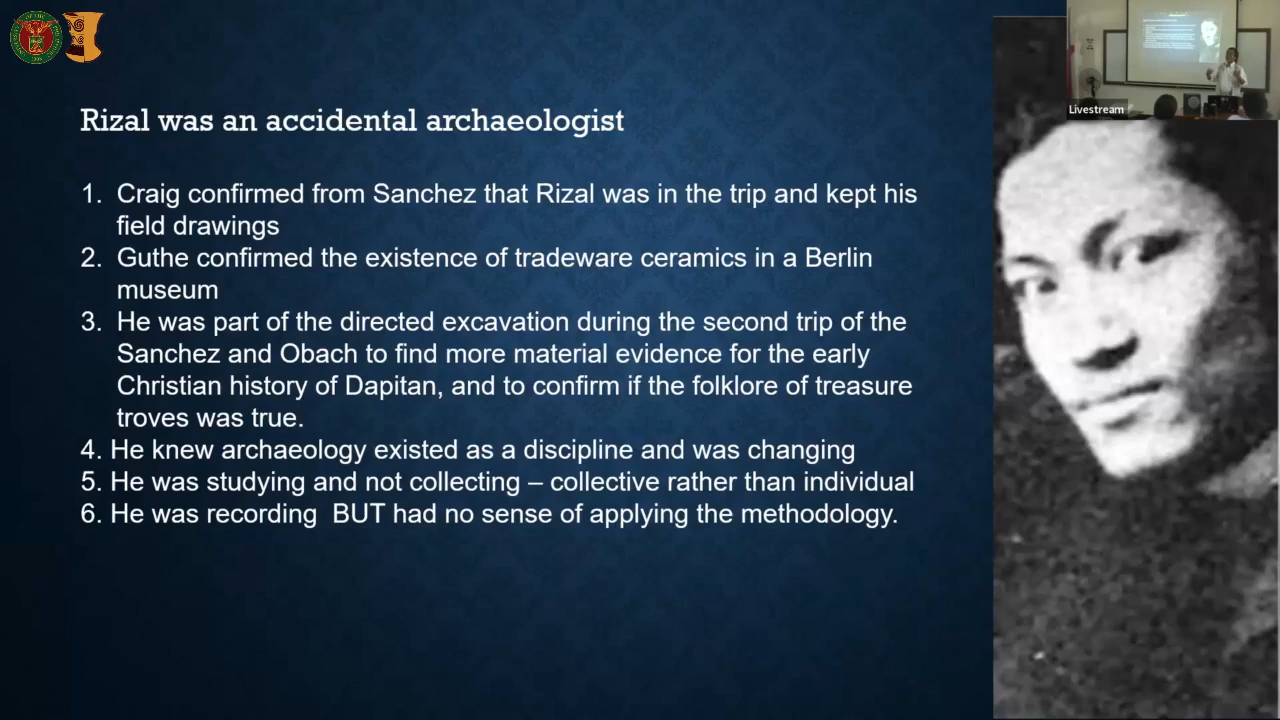 Rizal was an accidental archaeologist
1. Craig confirmed from Sanchez that Rizal was in the trip and kept his
field drawings
2. Guthe confirmed the existence of tradeware ceramics in a Berlin
museum
3. He was part of the directed excavation during the second trip of the
Sanchez and Obach to find more material evidence for the early
Christian history of Dapitan, and to confirm if the folklore of treasure
troves was true.
4. He knew archaeology existed as a discipline and was changing
5. He was studying and not collecting – collective rather than individual
6. He was recording  BUT had no sense of applying the methodology.
Livestream